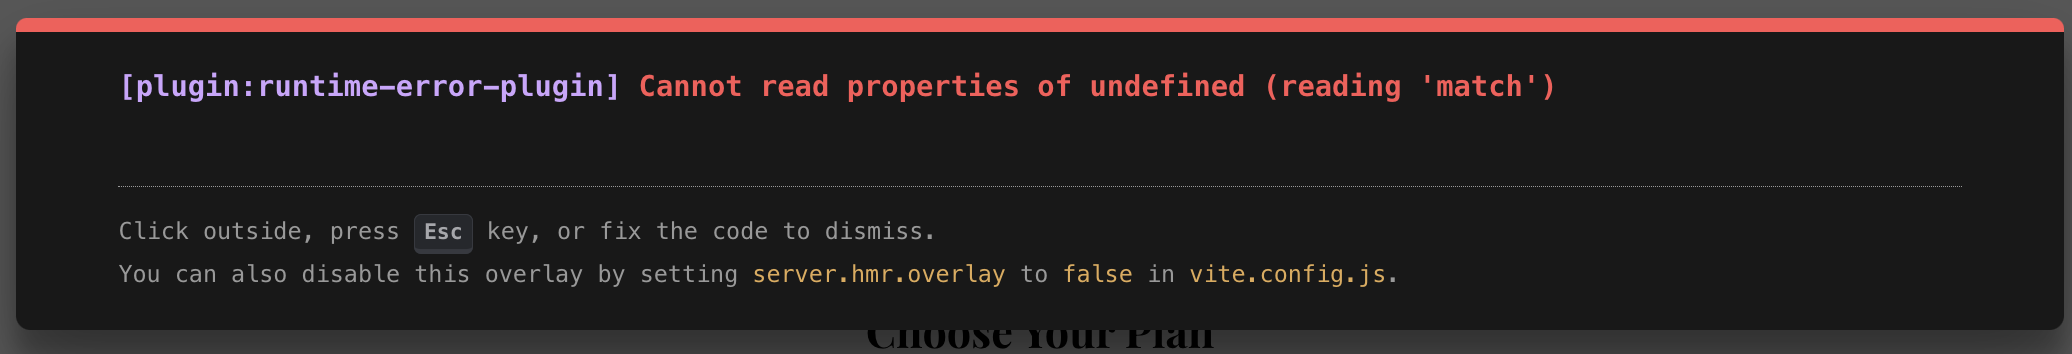 [plugin:runtime-error-plugin] Cannot read properties of undefined (reading 'match')
Click outside, press Esc key, or fix the code to dismiss.
You can also disable this overlay by setting server.hmr.overlay to false in vite.config.js.
Choose Your Plan